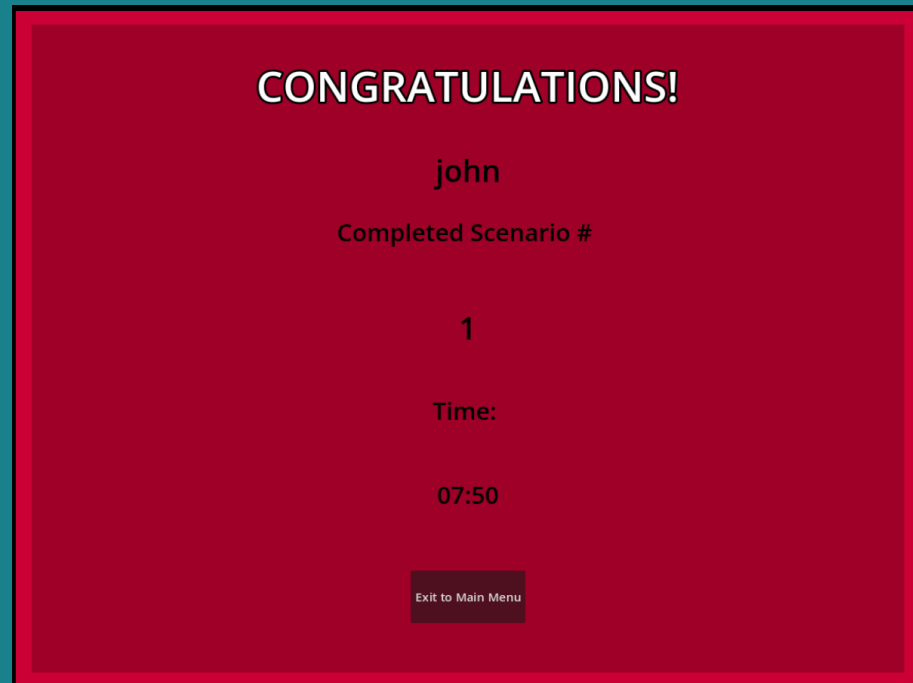 CONGRATULATIONS!
john
Completed Scenario #
1
Time:
07:50
Exit to Main Menu